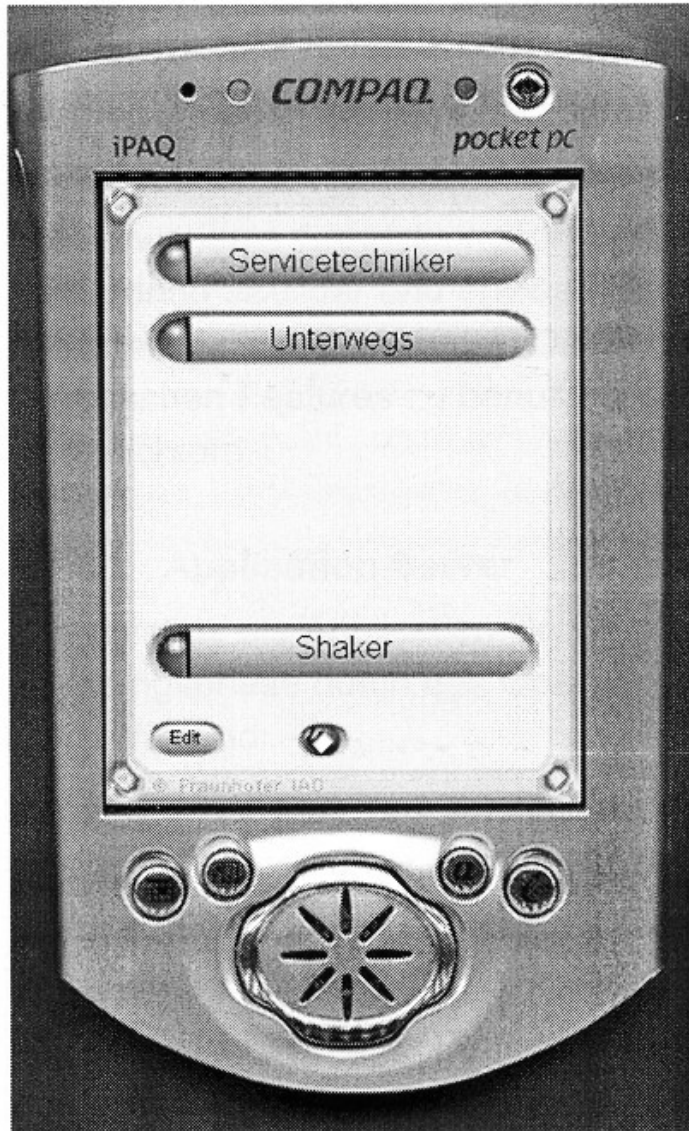 COMPAQ
iPAQ
pocket pc
Servicetechniker
Unterwegs
Shaker
Edit
© Fraunhofer IAO